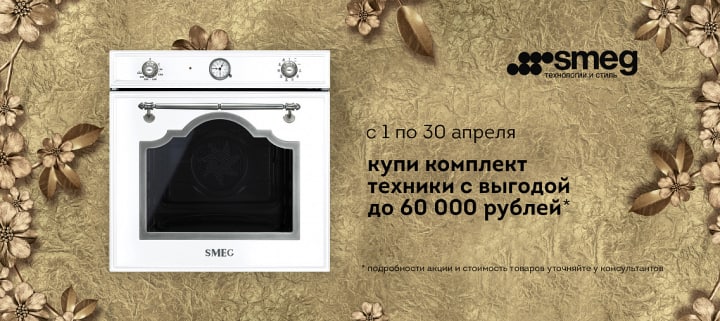 SMEG
SMEG
smeg
технологии и стиль
с 1 по 30 апреля
купи комплект
техники с выгодой
до 60 000 рублей*
* подробности акции и стоимость товаров уточняйте у консультантов